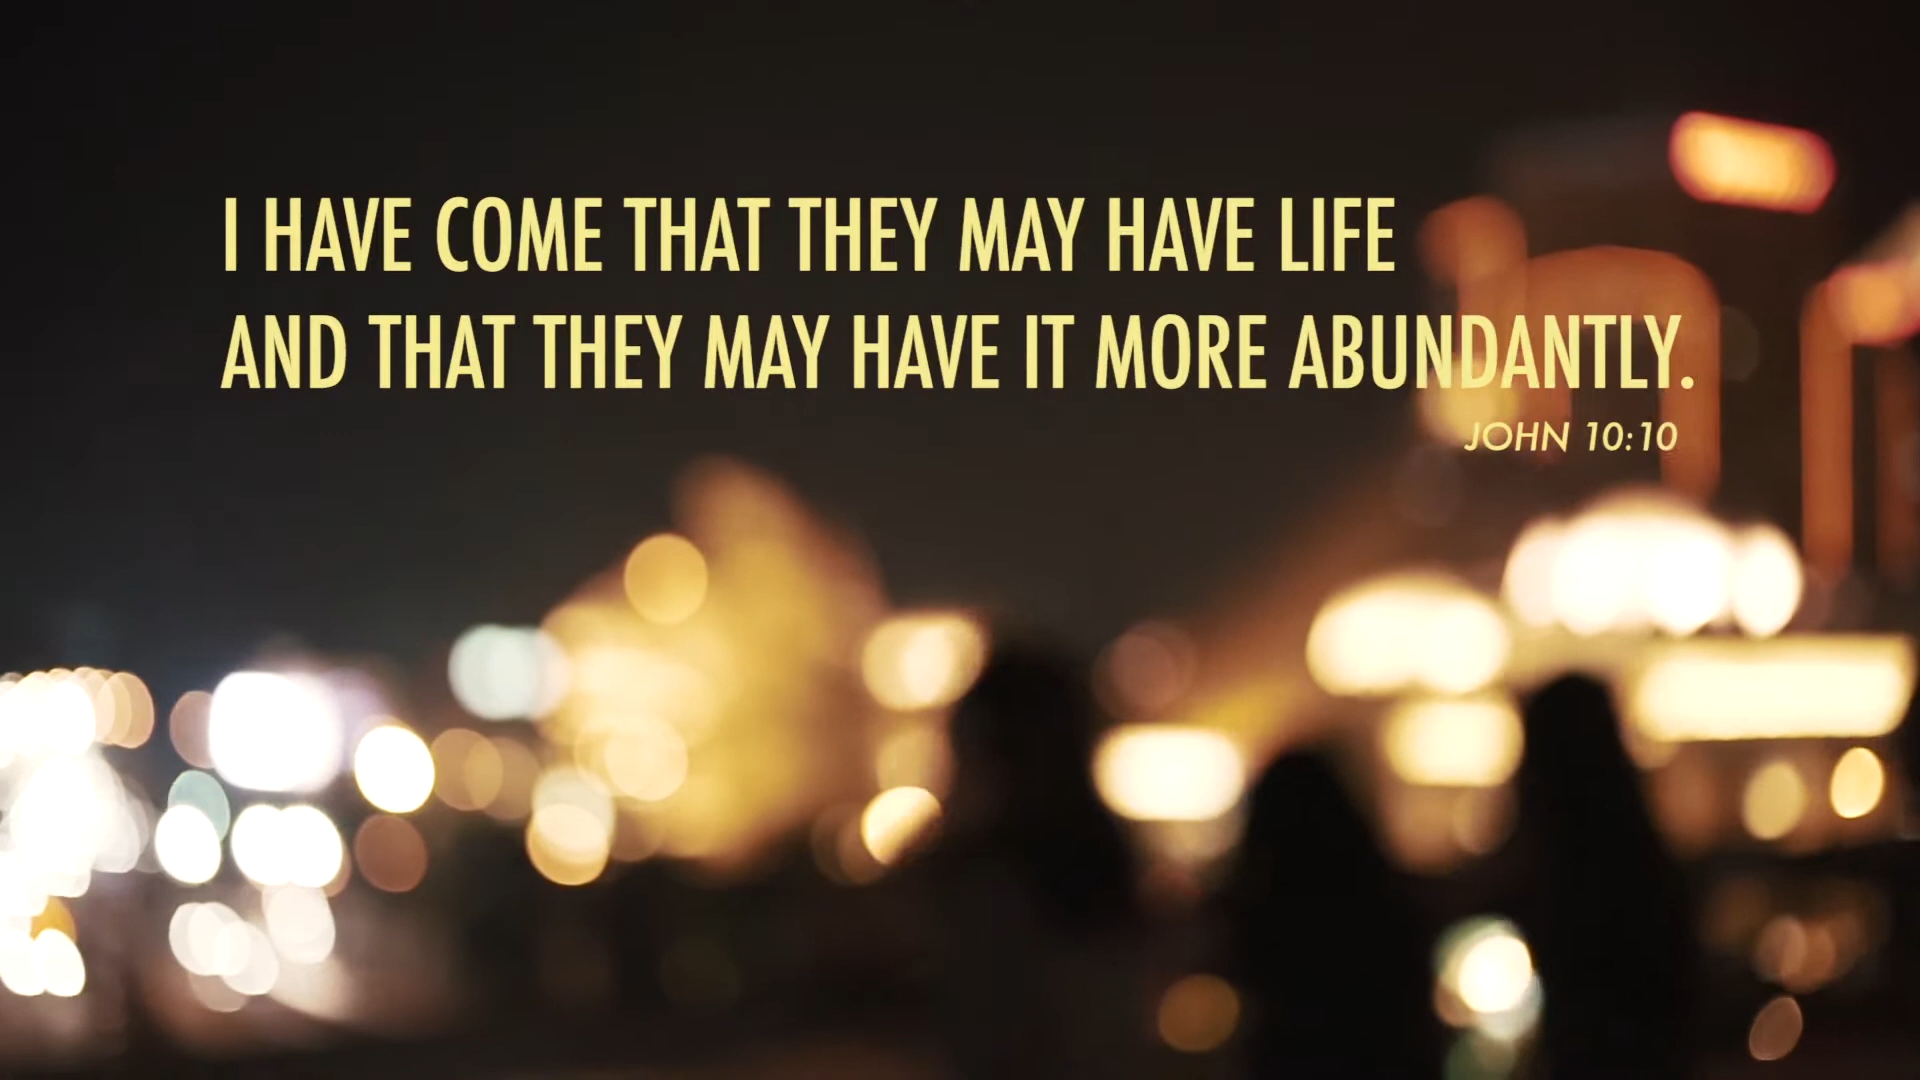 I HAVE COME THAT THEY MAY HAVE LIFE
AND THAT THEY MAY HAVE IT MORE ABUNDANTLY.
JOHN 10:10